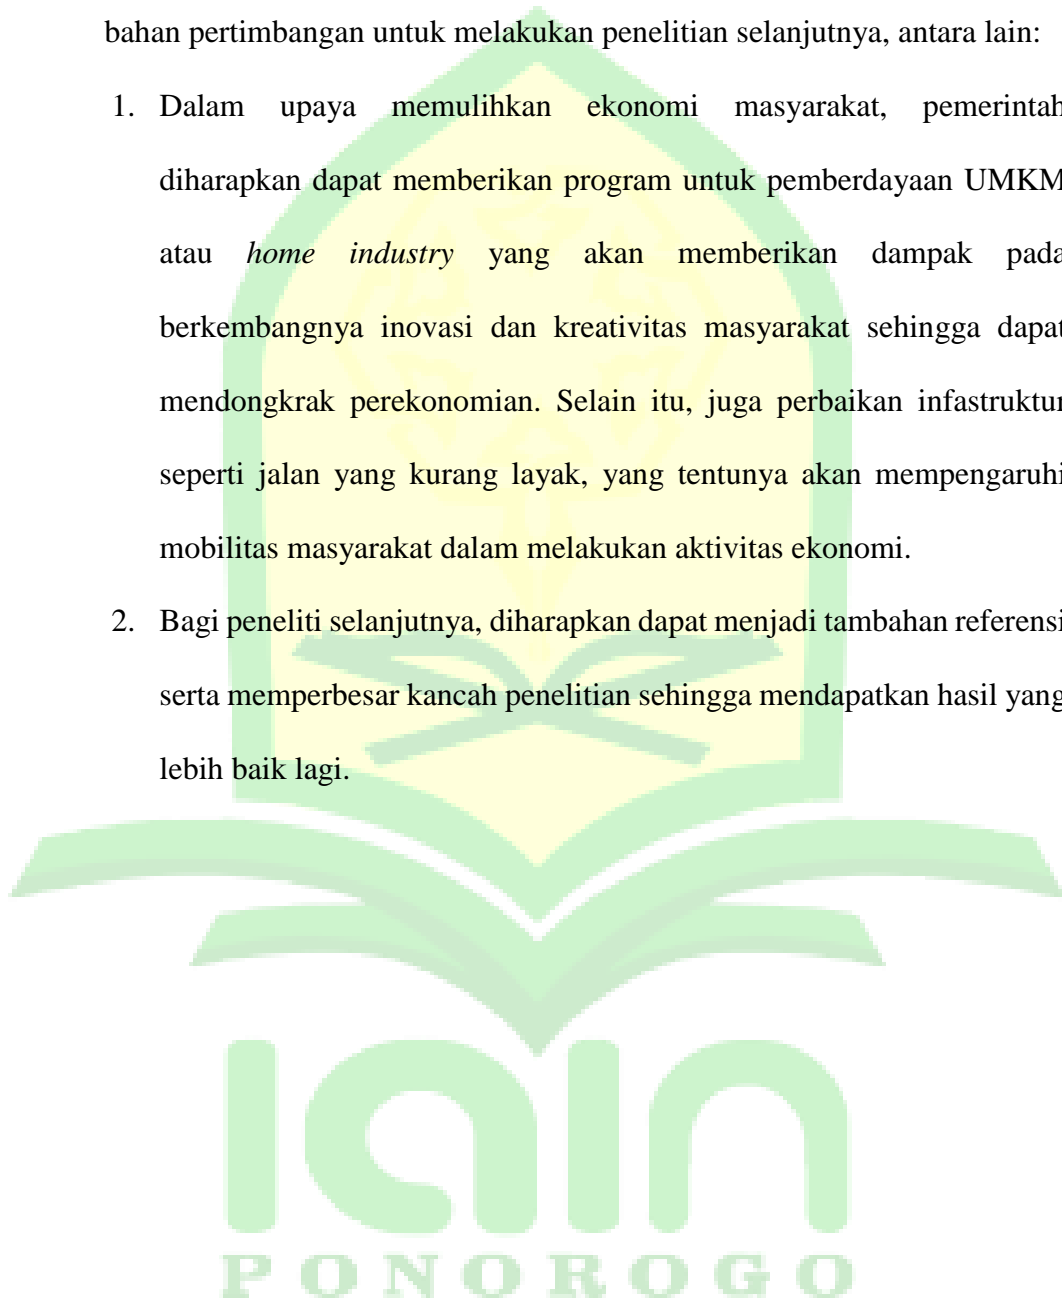 bahan pertimbangan untuk melakukan penelitian selanjutnya, antara lain:
1. Dalam upaya memulihkan ekonomi masyarakat, pemerintah
diharapkan dapat memberikan program untuk pemberdayaan UMKM
atau home industry yang akan memberikan dampak pada
berkembangnya inovasi dan kreativitas masyarakat sehingga dapat
mendongkrak perekonomian. Selain itu, juga perbaikan infastruktur
seperti jalan yang kurang layak, yang tentunya akan mempengaruhi
mobilitas masyarakat dalam melakukan aktivitas ekonomi.
2. Bagi peneliti selanjutnya, diharapkan dapat menjadi tambahan referensi
serta memperbesar kancah penelitian sehingga mendapatkan hasil yang
lebih baik lagi.
IAIN
PONOROGO